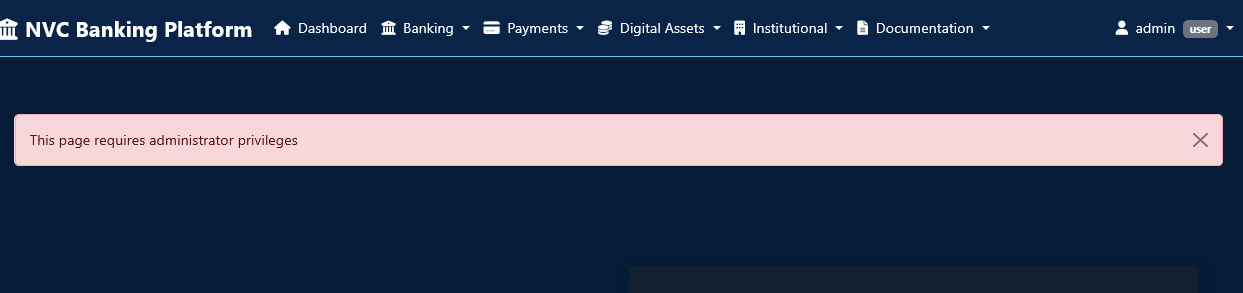 NVC Banking Platform Dashboard Banking Payments Digital Assets Institutional Documentation admin user
This page requires administrator privileges